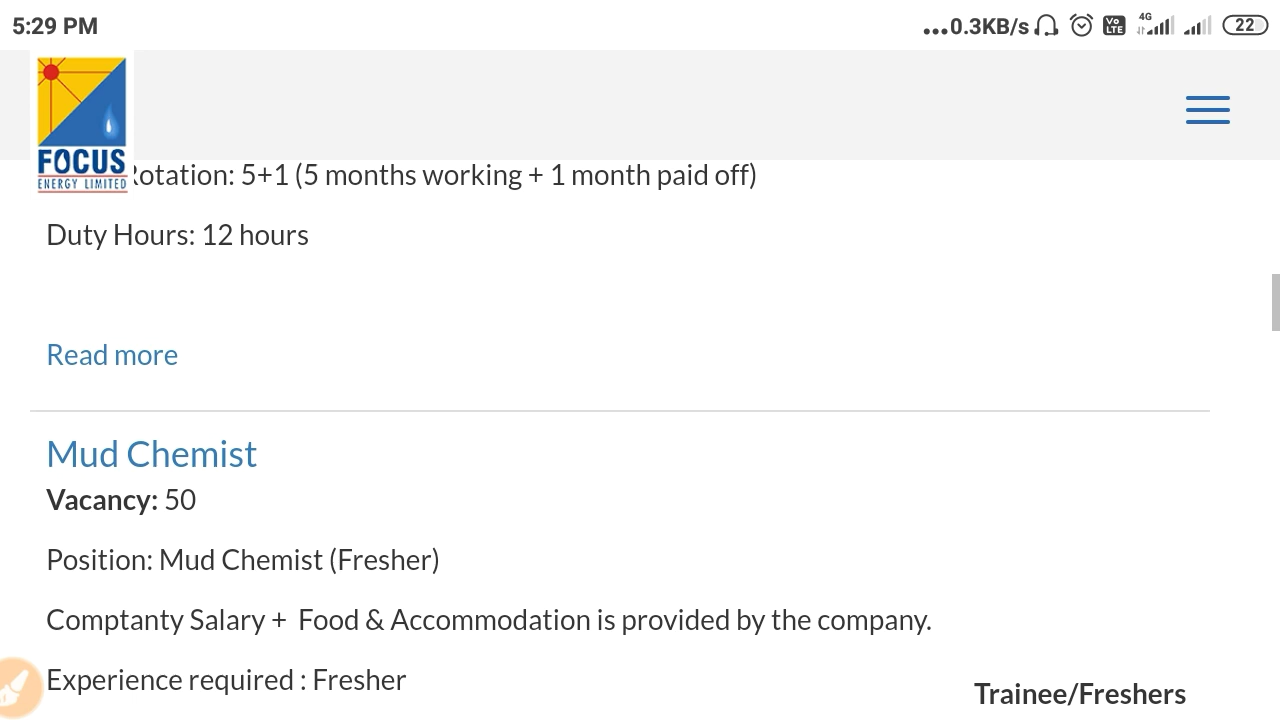 5:29 PM
...0.3KB/s
Vo LTE
4G
22
FOCUS
ENERGY LIMITED
Rotation: 5+1 (5 months working + 1 month paid off)
Duty Hours: 12 hours
Read more
Mud Chemist
Vacancy: 50
Position: Mud Chemist (Fresher)
Comptanty Salary + Food & Accommodation is provided by the company.
Experience required : Fresher
Trainee/Freshers